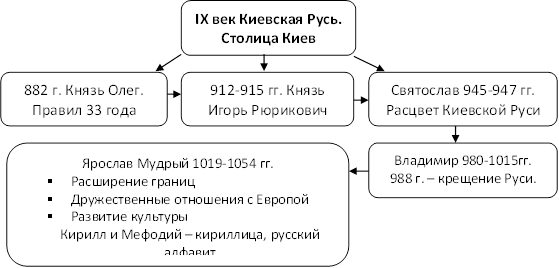 IX век Киевская Русь.
Столица Киев
882 г. Князь Олег.
Правил 33 года
912-915 гг. Князь
Игорь Рюрикович
Святослав 945-947 гг.
Расцвет Киевской Руси
Владимир 980-1015гг.
988 г. – крещение Руси.
Ярослав Мудрый 1019-1054 гг.
▪ Расширение границ
▪ Дружественные отношения с Европой
▪ Развитие культуры
Кирилл и Мефодий – кириллица, русский
алфавит